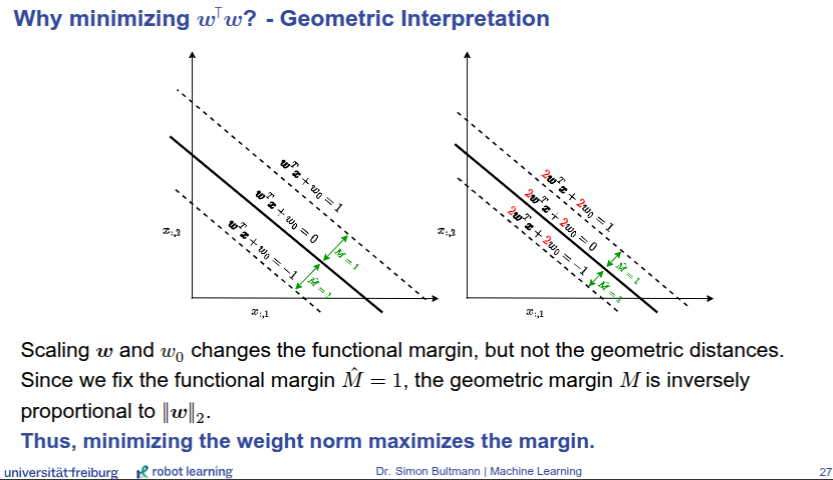 Why minimizing w⊤w? - Geometric Interpretation
w^T x + w₀ = 1
w^T x + w₀ = 0
w^T x + w₀ = −1
M̂ = 1
M̂ = 1
x:,2
x:,1
2w^T x + 2w₀ = 1
2w^T x + 2w₀ = 0
2w^T x + 2w₀ = −1
M̂ = 1
M̂ = 1
x:,2
x:,1
Scaling w and w₀ changes the functional margin, but not the geometric distances.
Since we fix the functional margin M̂ = 1, the geometric margin M is inversely
proportional to ‖w‖₂.
Thus, minimizing the weight norm maximizes the margin.
universität freiburg robot learning Dr. Simon Bultmann | Machine Learning 27